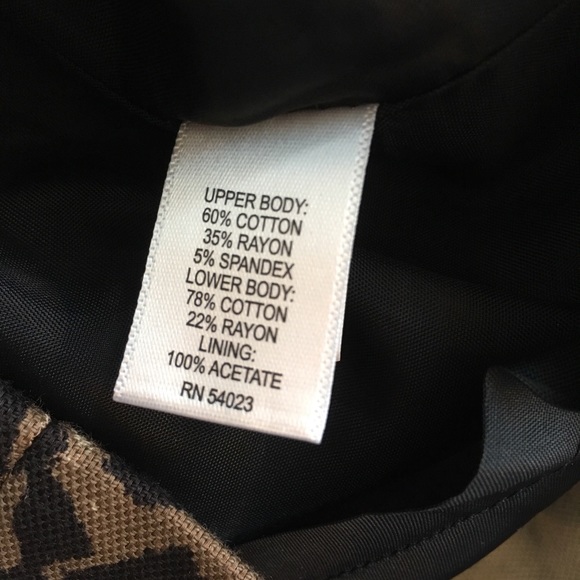 UPPER BODY:
60% COTTON
35% RAYON
5% SPANDEX
LOWER BODY:
78% COTTON
22% RAYON
LINING:
100% ACETATE
RN 54023